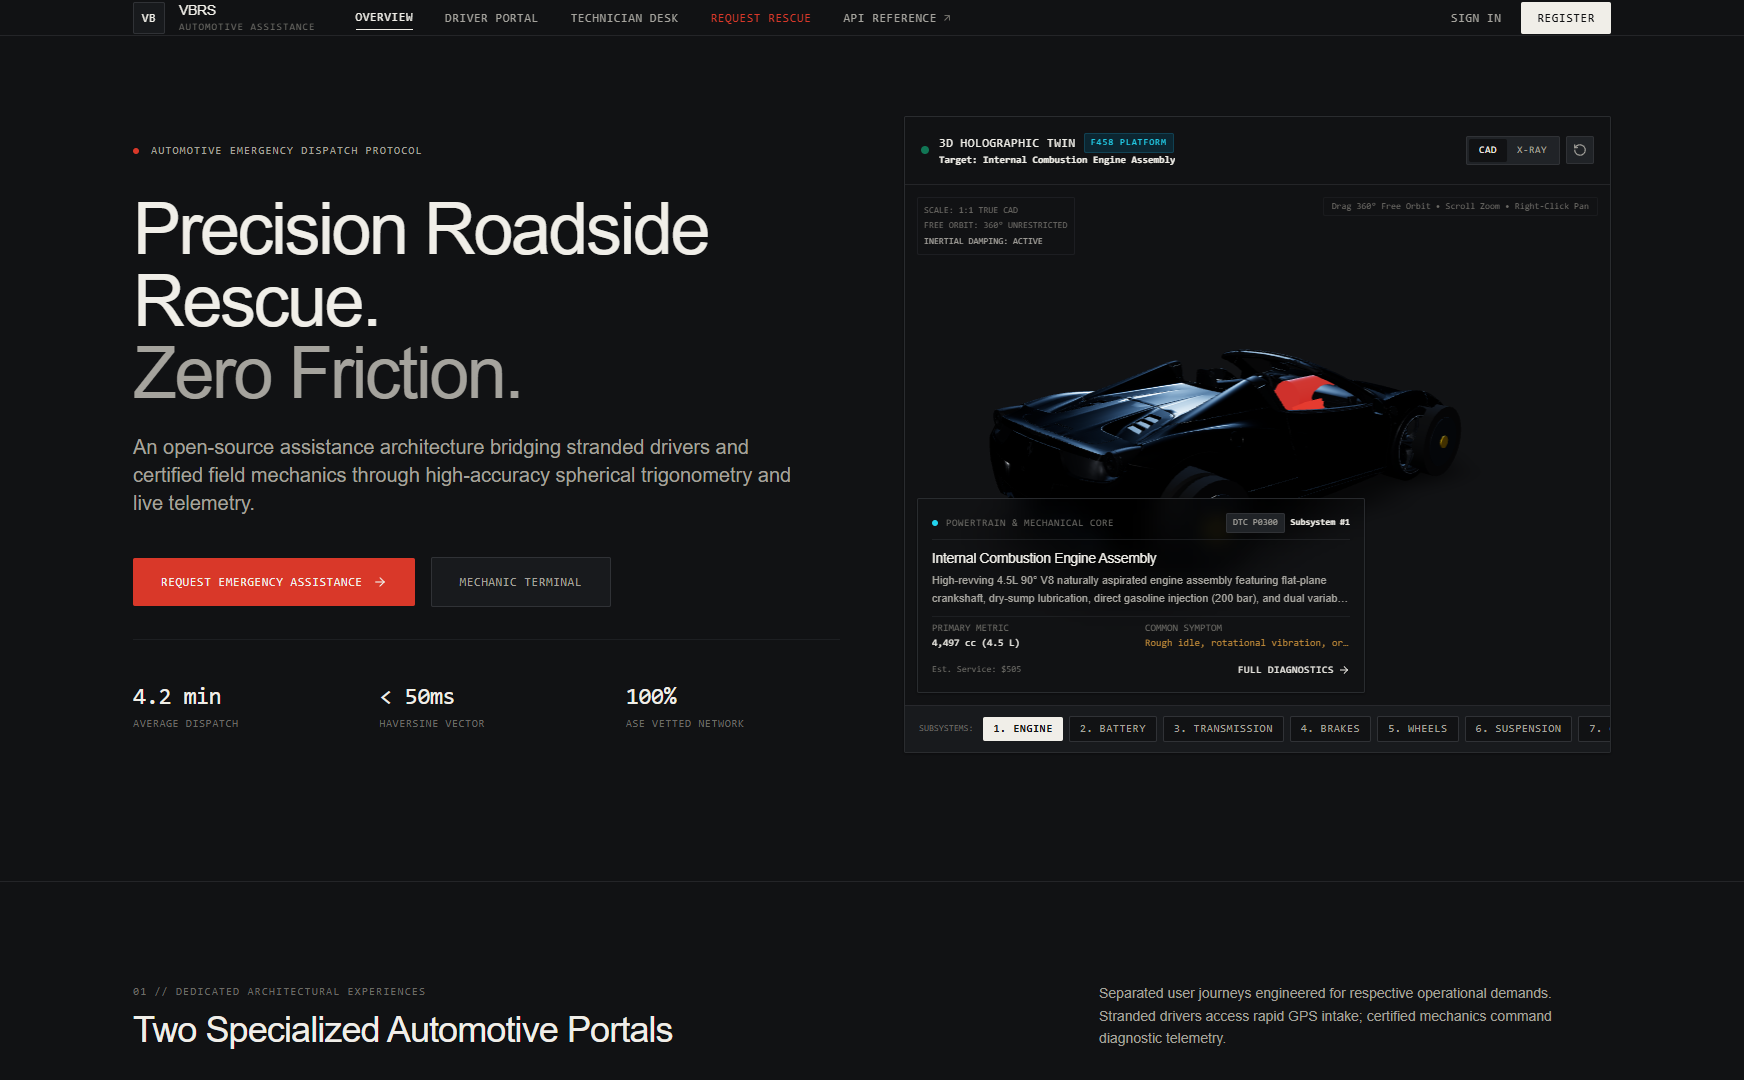 VB
VBRS
AUTOMOTIVE ASSISTANCE
OVERVIEW
DRIVER PORTAL
TECHNICIAN DESK
REQUEST RESCUE
API REFERENCE ↗
SIGN IN
REGISTER
AUTOMOTIVE EMERGENCY DISPATCH PROTOCOL
Precision Roadside
Rescue.
Zero Friction.
An open-source assistance architecture bridging stranded drivers and
certified field mechanics through high-accuracy spherical trigonometry and
live telemetry.
REQUEST EMERGENCY ASSISTANCE →
MECHANIC TERMINAL
4.2 min
AVERAGE DISPATCH
< 50ms
HAVERSINE VECTOR
100%
ASE VETTED NETWORK
3D HOLOGRAPHIC TWIN
F458 PLATFORM
Target: Internal Combustion Engine Assembly
CAD
X-RAY
SCALE: 1:1 TRUE CAD
FREE ORBIT: 360° UNRESTRICTED
INERTIAL DAMPING: ACTIVE
Drag 360° Free Orbit • Scroll Zoom • Right-Click Pan
POWERTRAIN & MECHANICAL CORE
DTC P0300
Subsystem #1
Internal Combustion Engine Assembly
High-revving 4.5L 90° V8 naturally aspirated engine assembly featuring flat-plane
crankshaft, dry-sump lubrication, direct gasoline injection (200 bar), and dual variab…
PRIMARY METRIC
4,497 cc (4.5 L)
COMMON SYMPTOM
Rough idle, rotational vibration, or…
Est. Service: $505
FULL DIAGNOSTICS →
SUBSYSTEMS:
1. ENGINE
2. BATTERY
3. TRANSMISSION
4. BRAKES
5. WHEELS
6. SUSPENSION
7.
01 // DEDICATED ARCHITECTURAL EXPERIENCES
Two Specialized Automotive Portals
Separated user journeys engineered for respective operational demands.
Stranded drivers access rapid GPS intake; certified mechanics command
diagnostic telemetry.